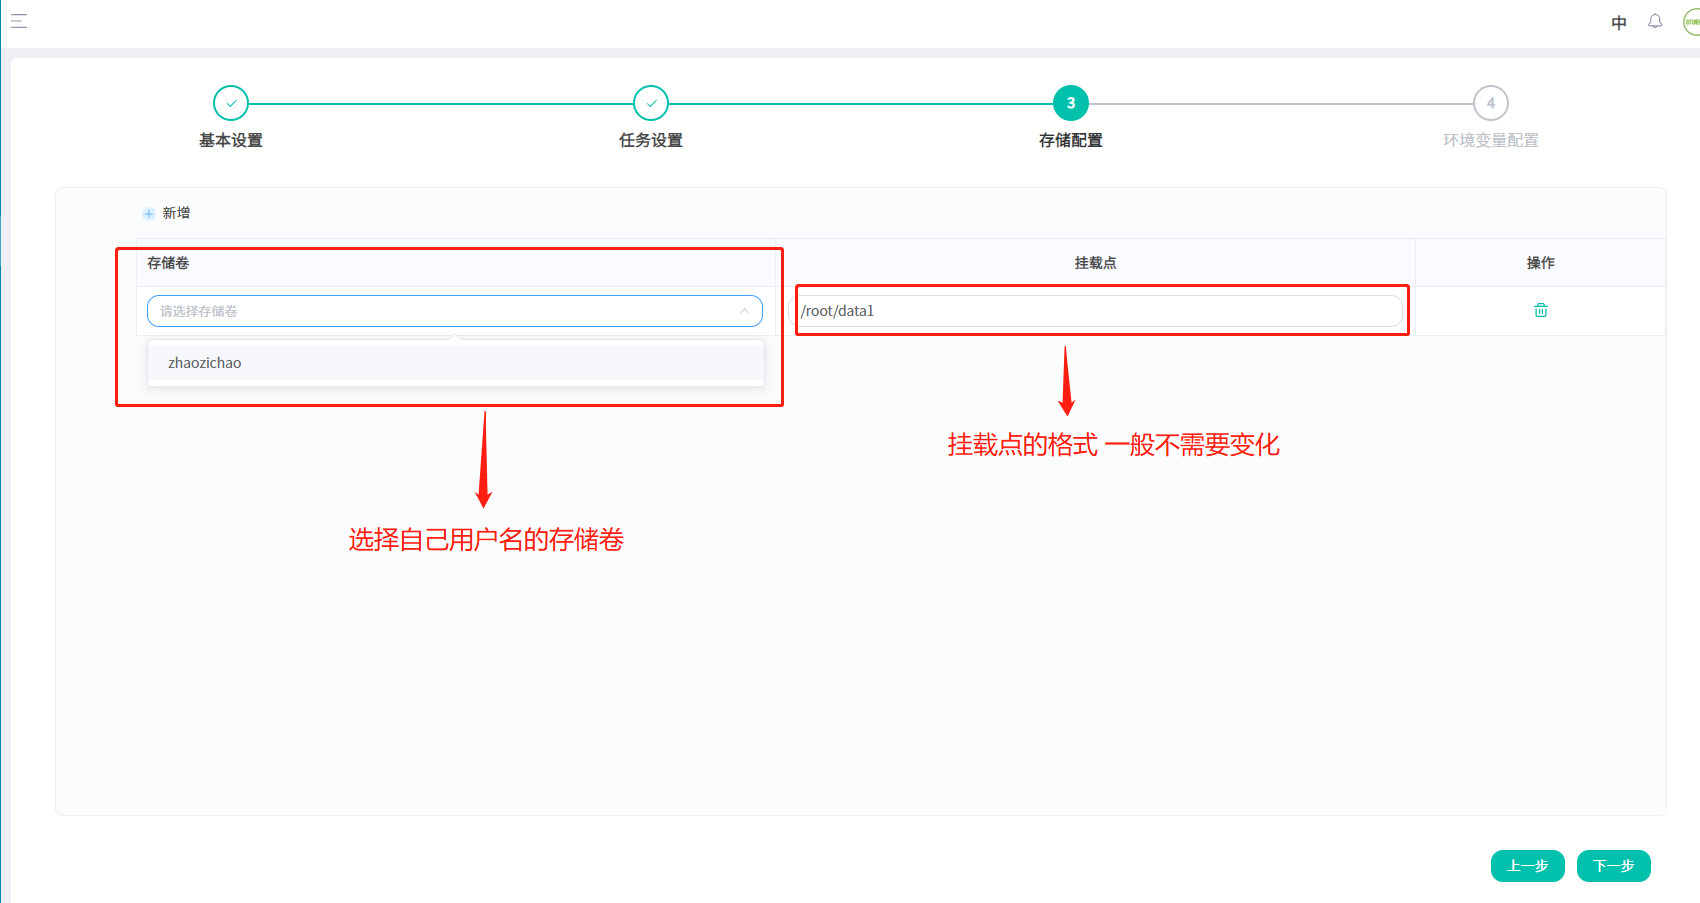 中
3
4
基本设置
任务设置
存储配置
环境变量配置
新增
存储卷
挂载点
操作
请选择存储卷
/root/data1
zhaozichao
挂载点的格式 一般不需要变化
选择自己用户名的存储卷
上一步
下一步